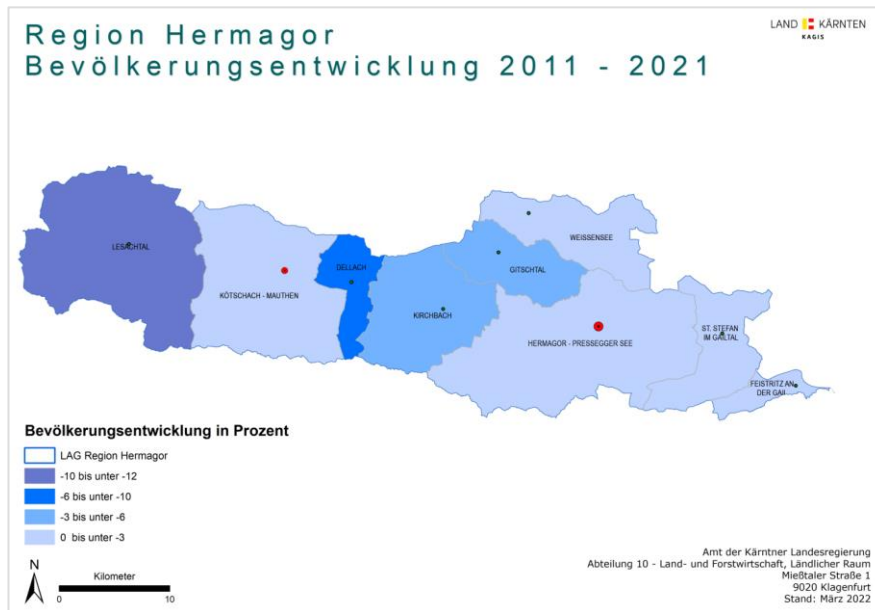 Region Hermagor
Bevölkerungsentwicklung 2011 - 2021
LAND KÄRNTEN
KAGIS
LESACHTAL
KÖTSCHACH - MAUTHEN
DELLACH
KIRCHBACH
GITSCHTAL
WEISSENSEE
HERMAGOR - PRESSEGGER SEE
ST. STEFAN
IM GAILTAL
FEISTRITZ AN
DER GAIL
Bevölkerungsentwicklung in Prozent
LAG Region Hermagor
-10 bis unter -12
-6 bis unter -10
-3 bis unter -6
0 bis unter -3
N
Kilometer
0 10
Amt der Kärntner Landesregierung
Abteilung 10 - Land- und Forstwirtschaft, Ländlicher Raum
Mießtaler Straße 1
9020 Klagenfurt
Stand: März 2022